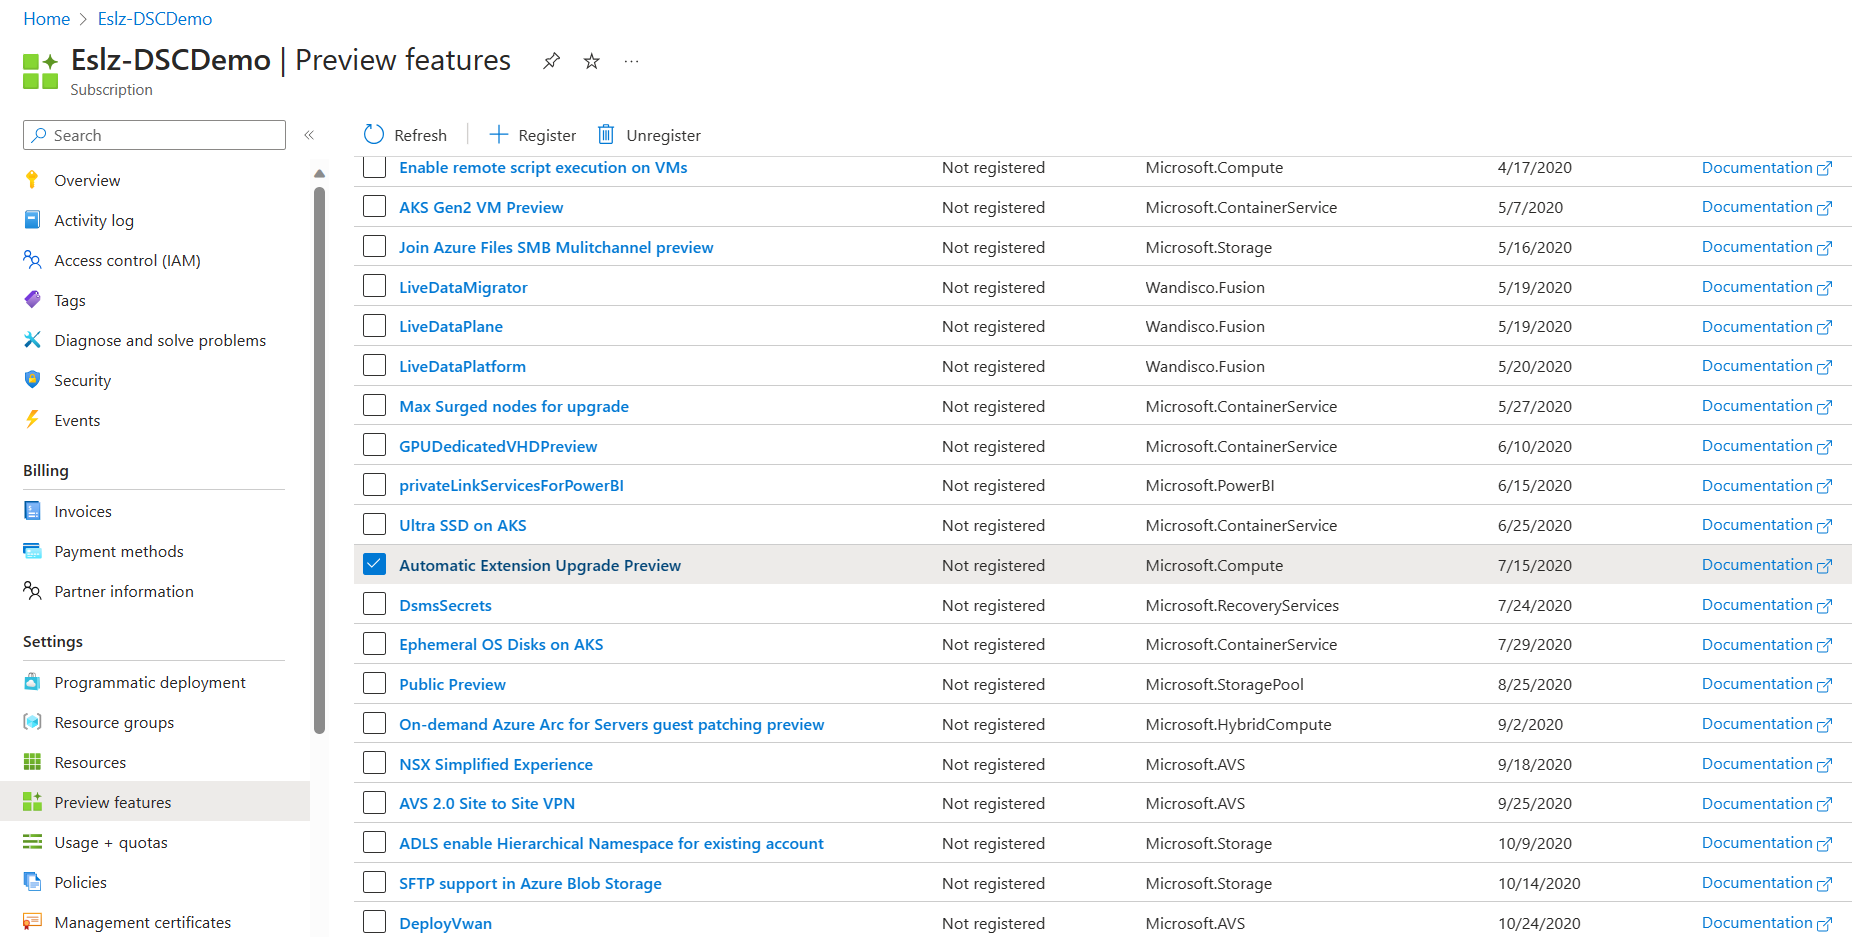 Home > Eslz-DSCDemo
Eslz-DSCDemo | Preview features
Subscription
Search
Overview
Activity log
Access control (IAM)
Tags
Diagnose and solve problems
Security
Events
Billing
Invoices
Payment methods
Partner information
Settings
Programmatic deployment
Resource groups
Resources
Preview features
Usage + quotas
Policies
Management certificates
Refresh Register Unregister
Enable remote script execution on VMs Not registered Microsoft.Compute 4/17/2020 Documentation
AKS Gen2 VM Preview Not registered Microsoft.ContainerService 5/7/2020 Documentation
Join Azure Files SMB Mulitchannel preview Not registered Microsoft.Storage 5/16/2020 Documentation
LiveDataMigrator Not registered Wandisco.Fusion 5/19/2020 Documentation
LiveDataPlane Not registered Wandisco.Fusion 5/19/2020 Documentation
LiveDataPlatform Not registered Wandisco.Fusion 5/20/2020 Documentation
Max Surged nodes for upgrade Not registered Microsoft.ContainerService 5/27/2020 Documentation
GPUDedicatedVHDPreview Not registered Microsoft.ContainerService 6/10/2020 Documentation
privateLinkServicesForPowerBI Not registered Microsoft.PowerBI 6/15/2020 Documentation
Ultra SSD on AKS Not registered Microsoft.ContainerService 6/25/2020 Documentation
Automatic Extension Upgrade Preview Not registered Microsoft.Compute 7/15/2020 Documentation
DsmsSecrets Not registered Microsoft.RecoveryServices 7/24/2020 Documentation
Ephemeral OS Disks on AKS Not registered Microsoft.ContainerService 7/29/2020 Documentation
Public Preview Not registered Microsoft.StoragePool 8/25/2020 Documentation
On-demand Azure Arc for Servers guest patching preview Not registered Microsoft.HybridCompute 9/2/2020 Documentation
NSX Simplified Experience Not registered Microsoft.AVS 9/18/2020 Documentation
AVS 2.0 Site to Site VPN Not registered Microsoft.AVS 9/25/2020 Documentation
ADLS enable Hierarchical Namespace for existing account Not registered Microsoft.Storage 10/9/2020 Documentation
SFTP support in Azure Blob Storage Not registered Microsoft.Storage 10/14/2020 Documentation
DeployVwan Not registered Microsoft.AVS 10/24/2020 Documentation